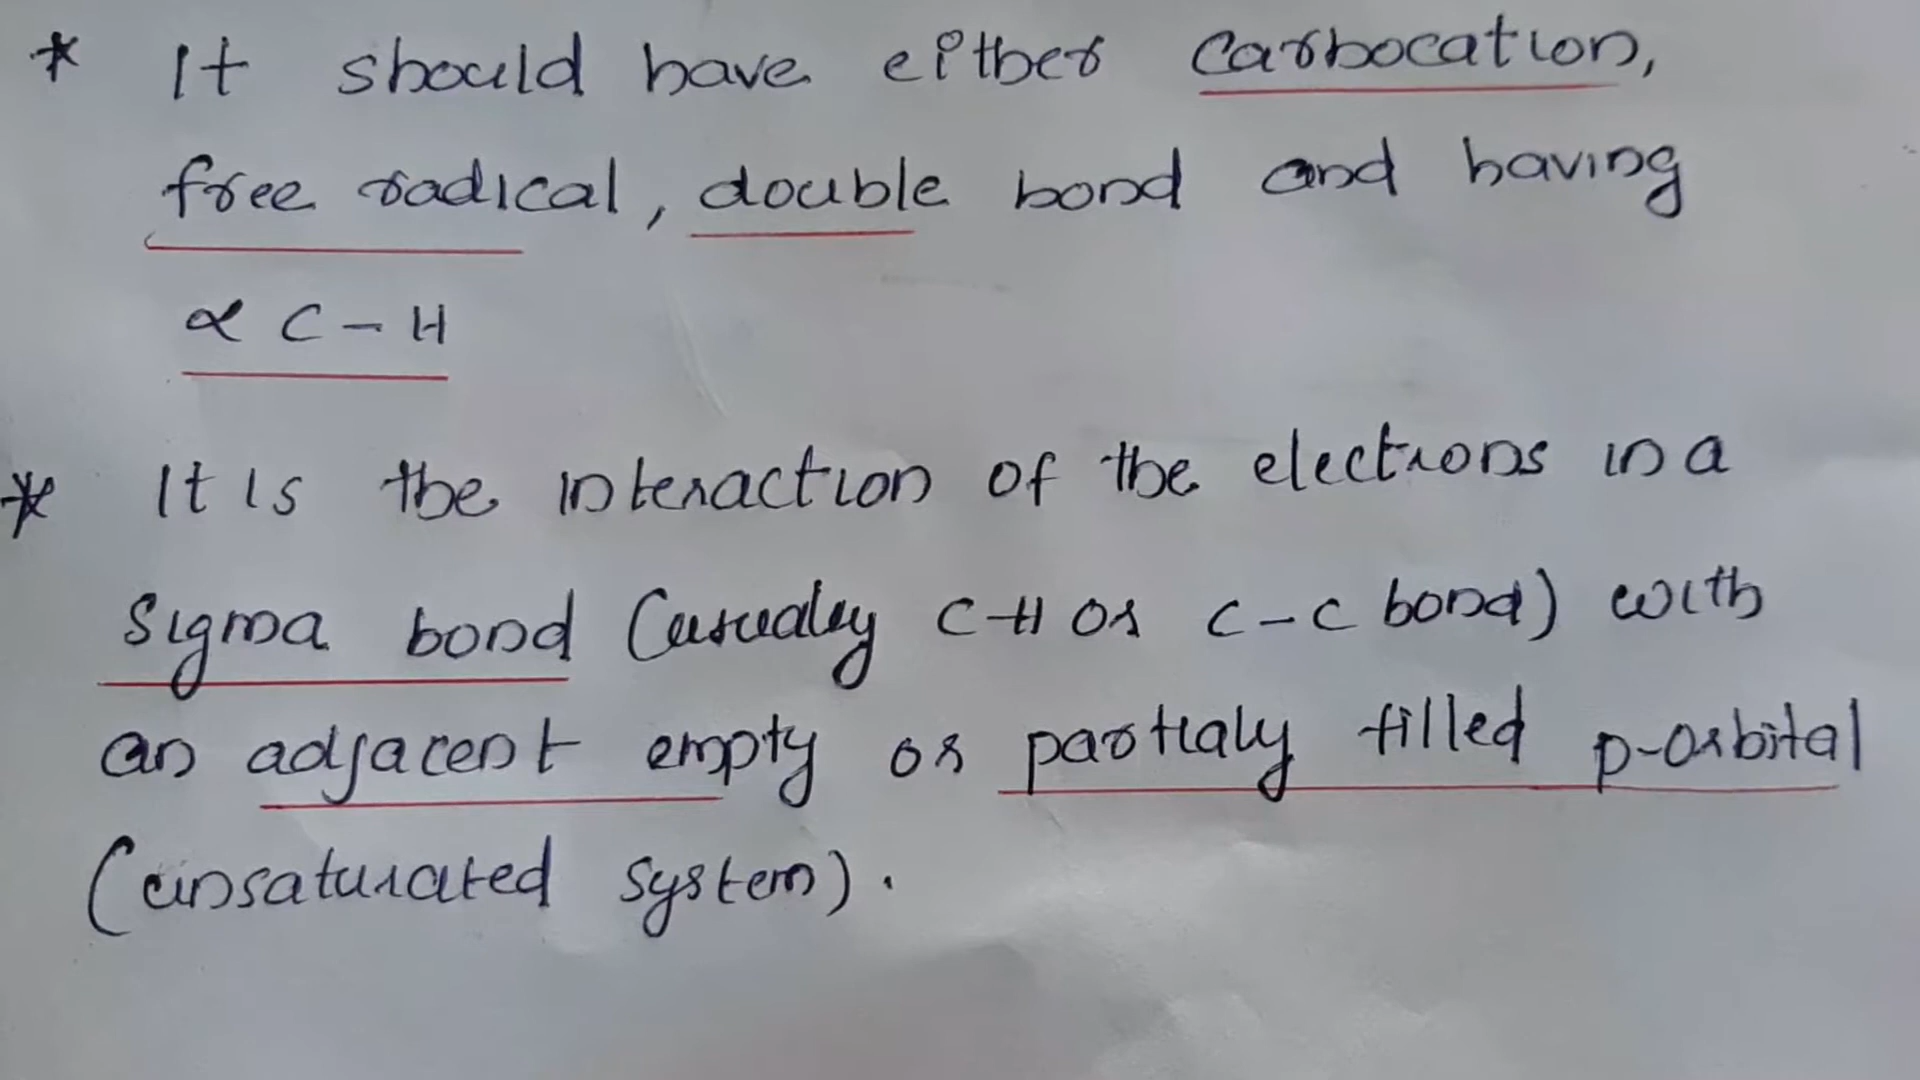 * It should have either Carbocation,
free radical, double bond and having
α C-H
* It is the interaction of the electrons in a
Sigma bond (usually C-H or C-C bond) with
an adjacent empty or partialy filled p-orbital
(unsaturated system).